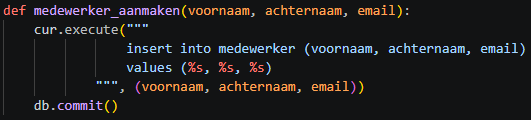 def medewerker_aanmaken(voornaam, achternaam, email):
cur.execute("""
insert into medewerker (voornaam, achternaam, email)
values (%s, %s, %s)
""", (voornaam, achternaam, email))
db.commit()